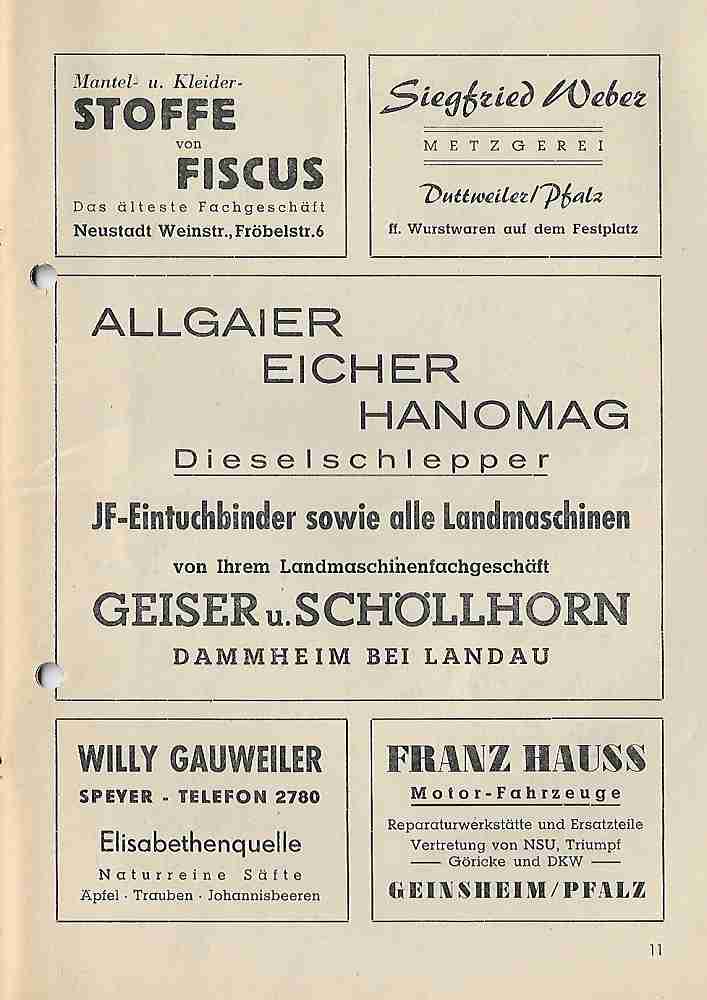 Mantel- u. Kleider-
STOFFE
von
FISCUS
Das älteste Fachgeschäft
Neustadt Weinstr., Fröbelstr. 6
Siegfried Weber
METZGEREI
Duttweiler/Pfalz
ff. Wurstwaren auf dem Festplatz
ALLGAIER
EICHER
HANOMAG
Dieselschlepper
JF-Eintuchbinder sowie alle Landmaschinen
von Ihrem Landmaschinenfachgeschäft
GEISER u. SCHÖLLHORN
DAMMHEIM BEI LANDAU
WILLY GAUWEILER
SPEYER - TELEFON 2780
Elisabethenquelle
Naturreine Säfte
Äpfel · Trauben · Johannisbeeren
FRANZ HAUSS
Motor-Fahrzeuge
Reparaturwerkstätte und Ersatzteile
Vertretung von NSU, Triumpf
Göricke und DKW
GEINSHEIM/PFALZ
11